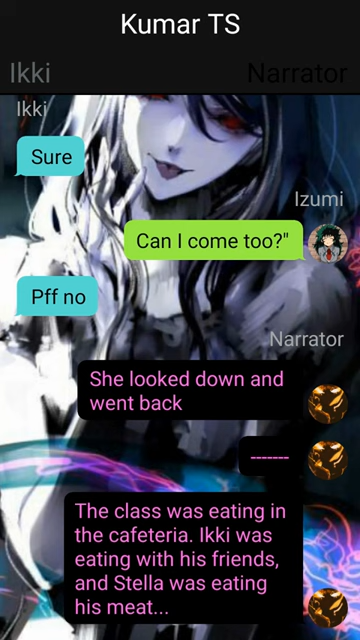 Kumar TS
Ikki
Narrator
Ikki
Sure
Izumi
Can I come too?"
Pff no
Narrator
She looked down and
went back
-------
The class was eating in
the cafeteria. Ikki was
eating with his friends,
and Stella was eating
his meat...